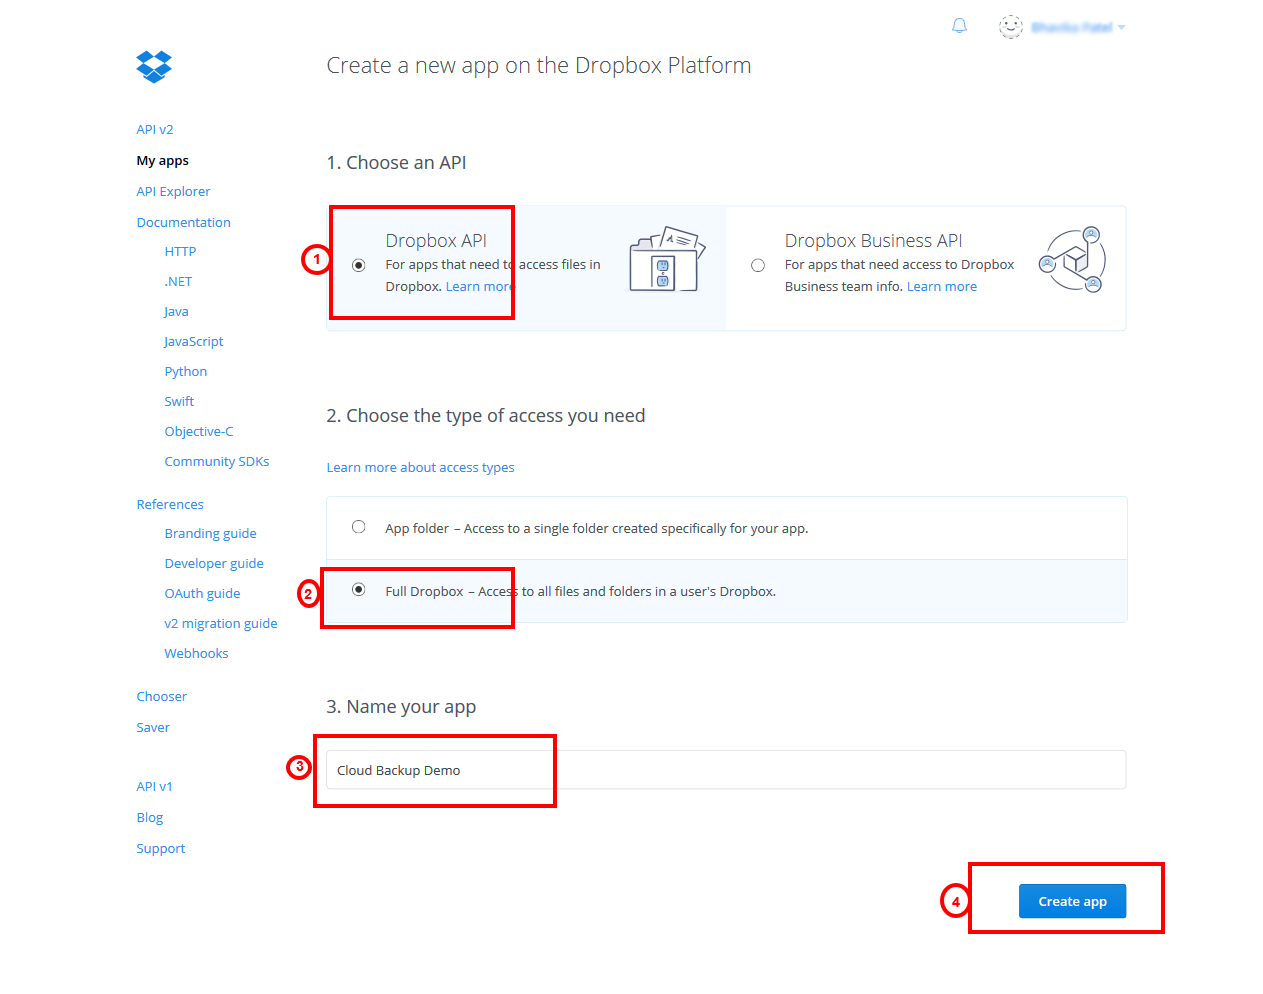 Create a new app on the Dropbox Platform
API v2
My apps
API Explorer
Documentation
HTTP
.NET
Java
JavaScript
Python
Swift
Objective-C
Community SDKs
References
Branding guide
Developer guide
OAuth guide
v2 migration guide
Webhooks
Chooser
Saver
API v1
Blog
Support
1. Choose an API
1
Dropbox API
For apps that need to access files in
Dropbox. Learn more
Dropbox Business API
For apps that need access to Dropbox
Business team info. Learn more
2. Choose the type of access you need
Learn more about access types
App folder – Access to a single folder created specifically for your app.
2
Full Dropbox – Access to all files and folders in a user's Dropbox.
3. Name your app
3
Cloud Backup Demo
4
Create app